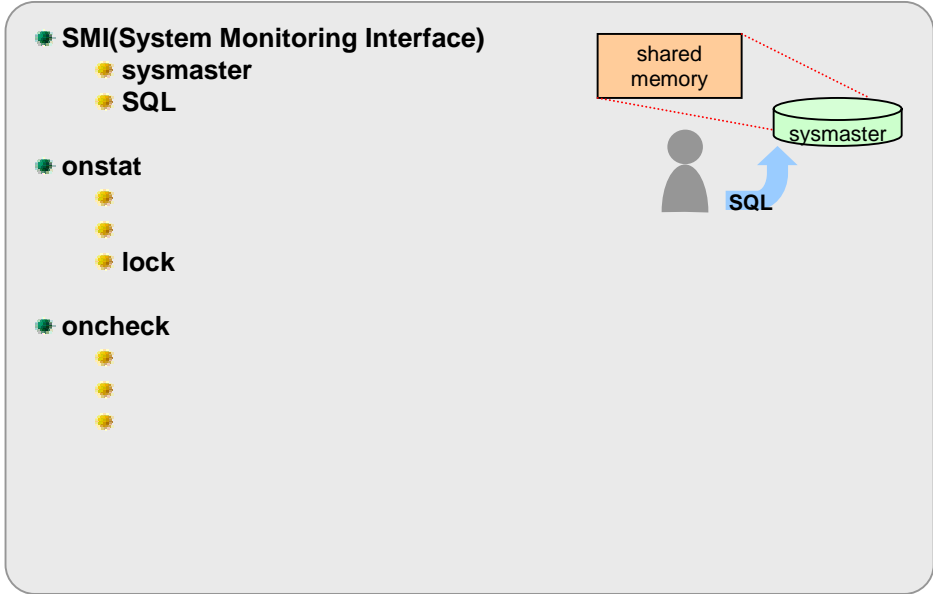 SMI(System Monitoring Interface)
sysmaster
SQL
onstat
lock
oncheck
shared
memory
sysmaster
SQL